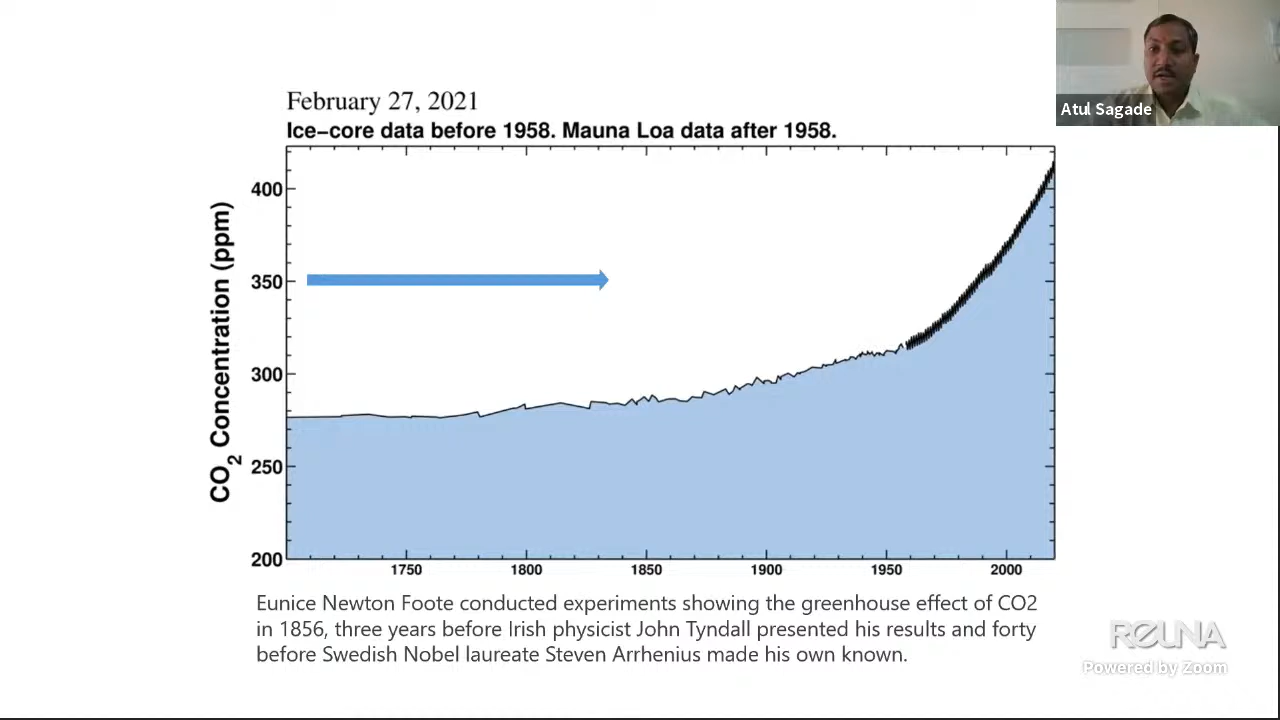 Atul Sagade
February 27, 2021
Ice-core data before 1958. Mauna Loa data after 1958.
CO2 Concentration (ppm)
400
350
300
250
200
1750 1800 1850 1900 1950 2000
Eunice Newton Foote conducted experiments showing the greenhouse effect of CO2
in 1856, three years before Irish physicist John Tyndall presented his results and forty
before Swedish Nobel laureate Steven Arrhenius made his own known.
REUNA
Powered by Zoom